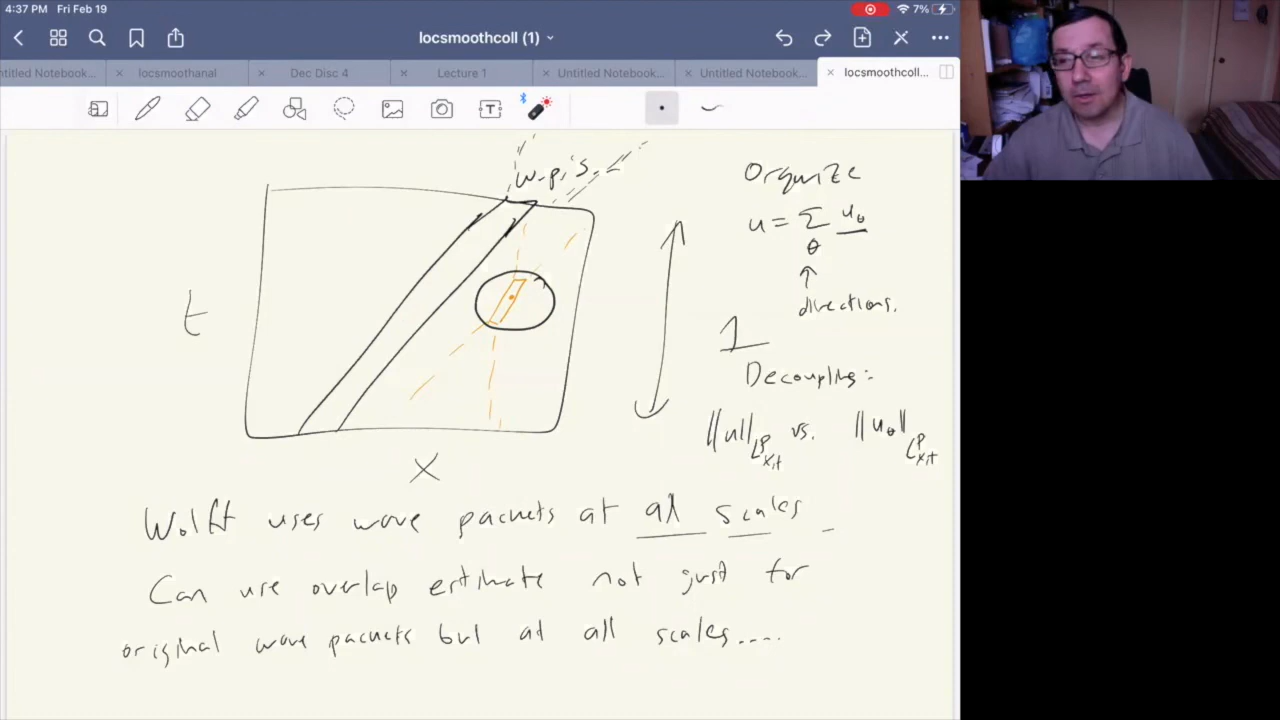 4:37 PM Fri Feb 19
7%
locsmoothcoll (1)
ntitled Notebook...
locsmoothanal
Dec Disc 4
Lecture 1
Untitled Notebook...
Untitled Notebook...
locsmoothcoll...
T
w.p.'s.
Organize
u = Σ u_θ
θ
↑
directions.
t
1
Decoupling:
||u||_{L^p_{x,t}} vs. ||u_θ||_{L^p_{x,t}}
x
Wolff uses wave packets at all scales
Can use overlap estimate not just for
original wave packets but at all scales....